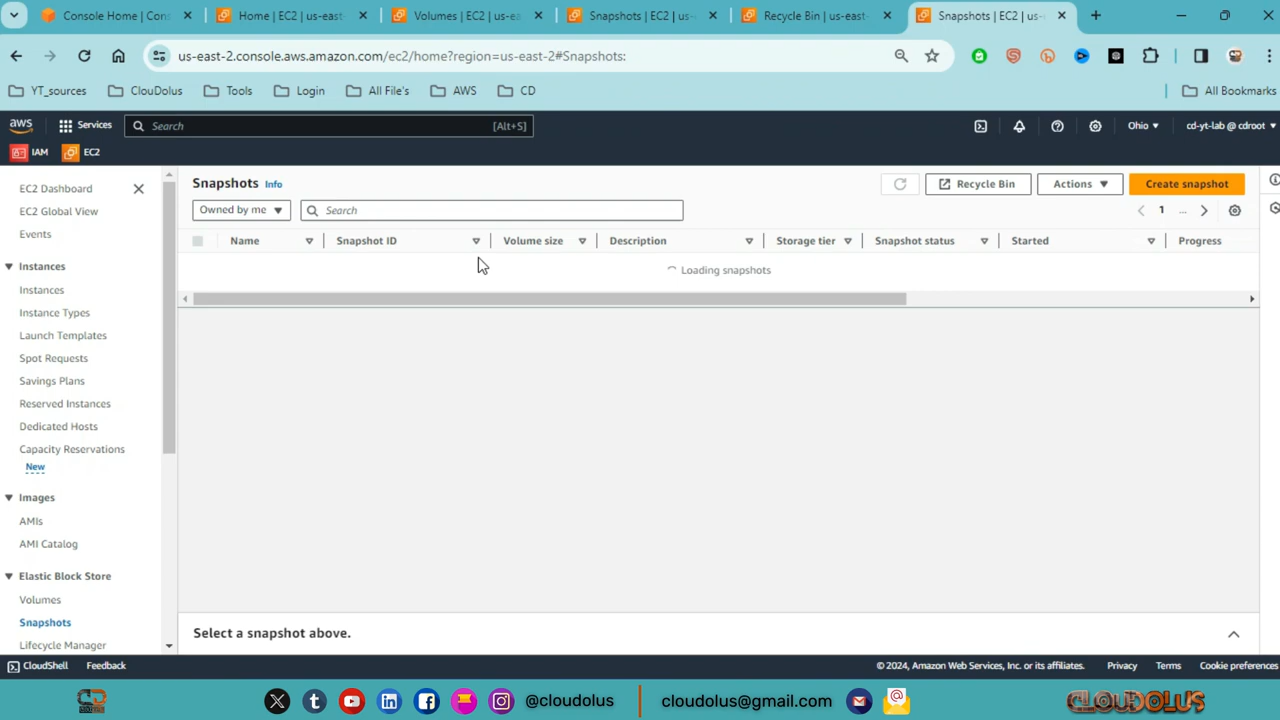 Console Home | Cons
Home | EC2 | us-east-
Volumes | EC2 | us-ea
Snapshots | EC2 | us-
Recycle Bin | us-east-
Snapshots | EC2 | us-
us-east-2.console.aws.amazon.com/ec2/home?region=us-east-2#Snapshots:
YT_sources
CloudDolus
Tools
Login
All File's
AWS
CD
All Bookmarks
aws
Services
Search
[Alt+S]
Ohio
cd-yt-lab @ cdroot
IAM
EC2
EC2 Dashboard
EC2 Global View
Events
Instances
Instances
Instance Types
Launch Templates
Spot Requests
Savings Plans
Reserved Instances
Dedicated Hosts
Capacity Reservations
New
Images
AMIs
AMI Catalog
Elastic Block Store
Volumes
Snapshots
Lifecycle Manager
Snapshots Info
Recycle Bin
Actions
Create snapshot
Owned by me
Search
1
...
Name
Snapshot ID
Volume size
Description
Storage tier
Snapshot status
Started
Progress
Loading snapshots
Select a snapshot above.
CloudShell
Feedback
© 2024, Amazon Web Services, Inc. or its affiliates.
Privacy
Terms
Cookie preferences
@cloudolus
cloudolus@gmail.com
CLOUDOLUS